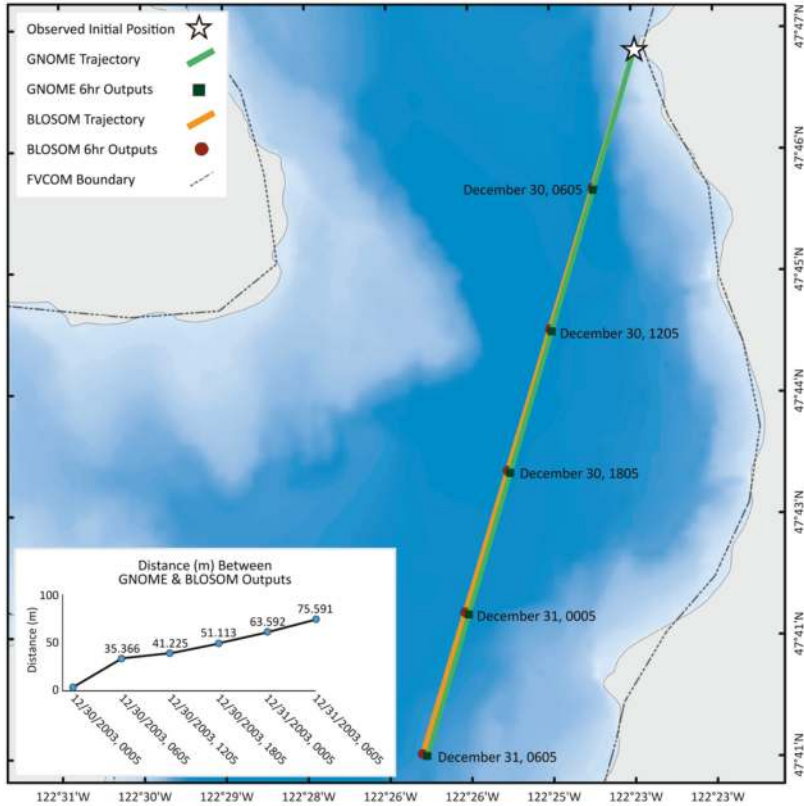 Observed Initial Position
GNOME Trajectory
GNOME 6hr Outputs
BLOSOM Trajectory
BLOSOM 6hr Outputs
FVCOM Boundary
December 30, 0605
December 30, 1205
December 30, 1805
December 31, 0005
December 31, 0605
Distance (m) Between
GNOME & BLOSOM Outputs
Distance (m)
100
50
0
35.366
41.225
51.113
63.592
75.591
12/30/2003, 0005
12/30/2003, 0605
12/30/2003, 1205
12/30/2003, 1805
12/31/2003, 0005
12/31/2003, 0605
47°47'N
47°46'N
47°45'N
47°44'N
47°43'N
47°41'N
47°41'N
122°31'W
122°30'W
122°29'W
122°28'W
122°26'W
122°26'W
122°25'W
122°23'W
122°23'W